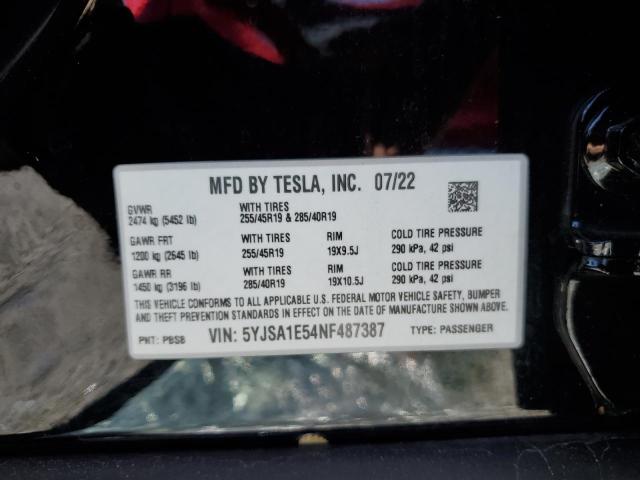 MFD BY TESLA, INC. 07/22
GVWR
2474 kg (5452 lb)
WITH TIRES
255/45R19 & 285/40R19
GAWR FRT
1200 kg (2645 lb)
WITH TIRES
255/45R19
RIM
19X9.5J
COLD TIRE PRESSURE
290 kPa, 42 psi
GAWR RR
1450 kg (3196 lb)
WITH TIRES
285/40R19
RIM
19X10.5J
COLD TIRE PRESSURE
290 kPa, 42 psi
THIS VEHICLE CONFORMS TO ALL APPLICABLE U.S. FEDERAL MOTOR VEHICLE SAFETY, BUMPER
AND THEFT PREVENTION STANDARDS IN EFFECT ON THE DATE OF MANUFACTURE SHOWN ABOVE.
PNT: PBSB VIN: 5YJSA1E54NF487387 TYPE: PASSENGER